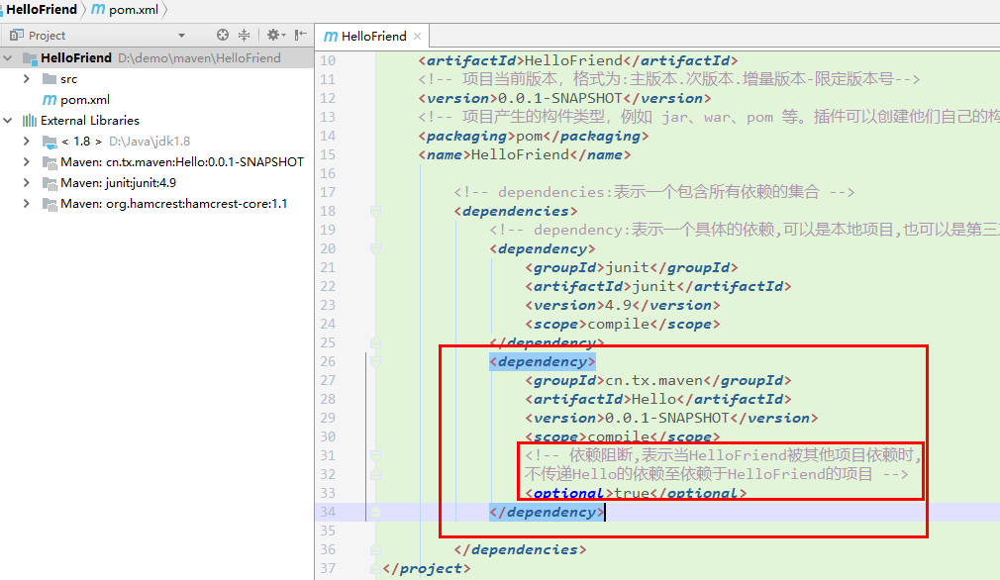 HelloFriend pom.xml
Project
HelloFriend D:\demo\maven\HelloFriend
src
pom.xml
External Libraries
< 1.8 > D:\Java\jdk1.8
Maven: cn.tx.maven:Hello:0.0.1-SNAPSHOT
Maven: junit:junit:4.9
Maven: org.hamcrest:hamcrest-core:1.1
HelloFriend
10 <artifactId>HelloFriend</artifactId>
11 <!-- 项目当前版本，格式为:主版本.次版本.增量版本-限定版本号-->
12 <version>0.0.1-SNAPSHOT</version>
13 <!-- 项目产生的构件类型，例如 jar、war、pom 等。插件可以创建他们自己的构
14 <packaging>pom</packaging>
15 <name>HelloFriend</name>
16
17 <!-- dependencies:表示一个包含所有依赖的集合 -->
18 <dependencies>
19 <!-- dependency:表示一个具体的依赖,可以是本地项目,也可以是第三
20 <dependency>
21 <groupId>junit</groupId>
22 <artifactId>junit</artifactId>
23 <version>4.9</version>
24 <scope>compile</scope>
25 </dependency>
26 <dependency>
27 <groupId>cn.tx.maven</groupId>
28 <artifactId>Hello</artifactId>
29 <version>0.0.1-SNAPSHOT</version>
30 <scope>compile</scope>
31 <!-- 依赖阻断,表示当HelloFriend被其他项目依赖时,
32 不传递Hello的依赖至依赖于HelloFriend的项目 -->
33 <optional>true</optional>
34 </dependency>
35
36 </dependencies>
37 </project>